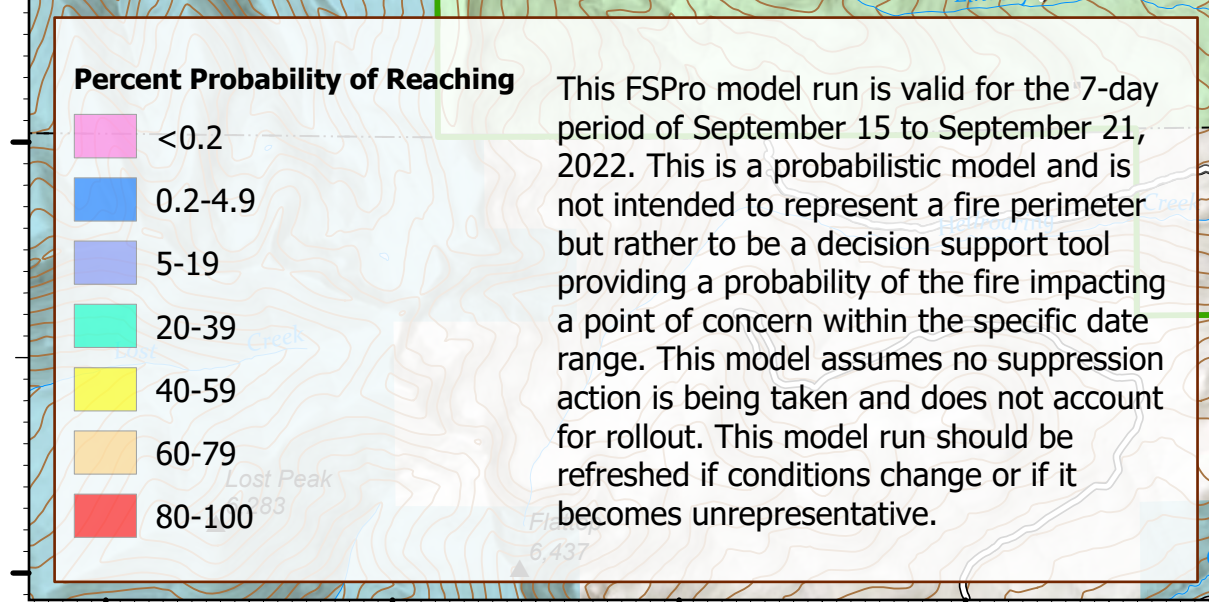 Percent Probability of Reaching
<0.2
0.2-4.9
5-19
20-39
40-59
60-79
80-100
This FSPro model run is valid for the 7-day
period of September 15 to September 21,
2022. This is a probabilistic model and is
not intended to represent a fire perimeter
but rather to be a decision support tool
providing a probability of the fire impacting
a point of concern within the specific date
range. This model assumes no suppression
action is being taken and does not account
for rollout. This model run should be
refreshed if conditions change or if it
becomes unrepresentative.
Creek
Lost Creek
Lost Peak
6,283
Flattop
6,437